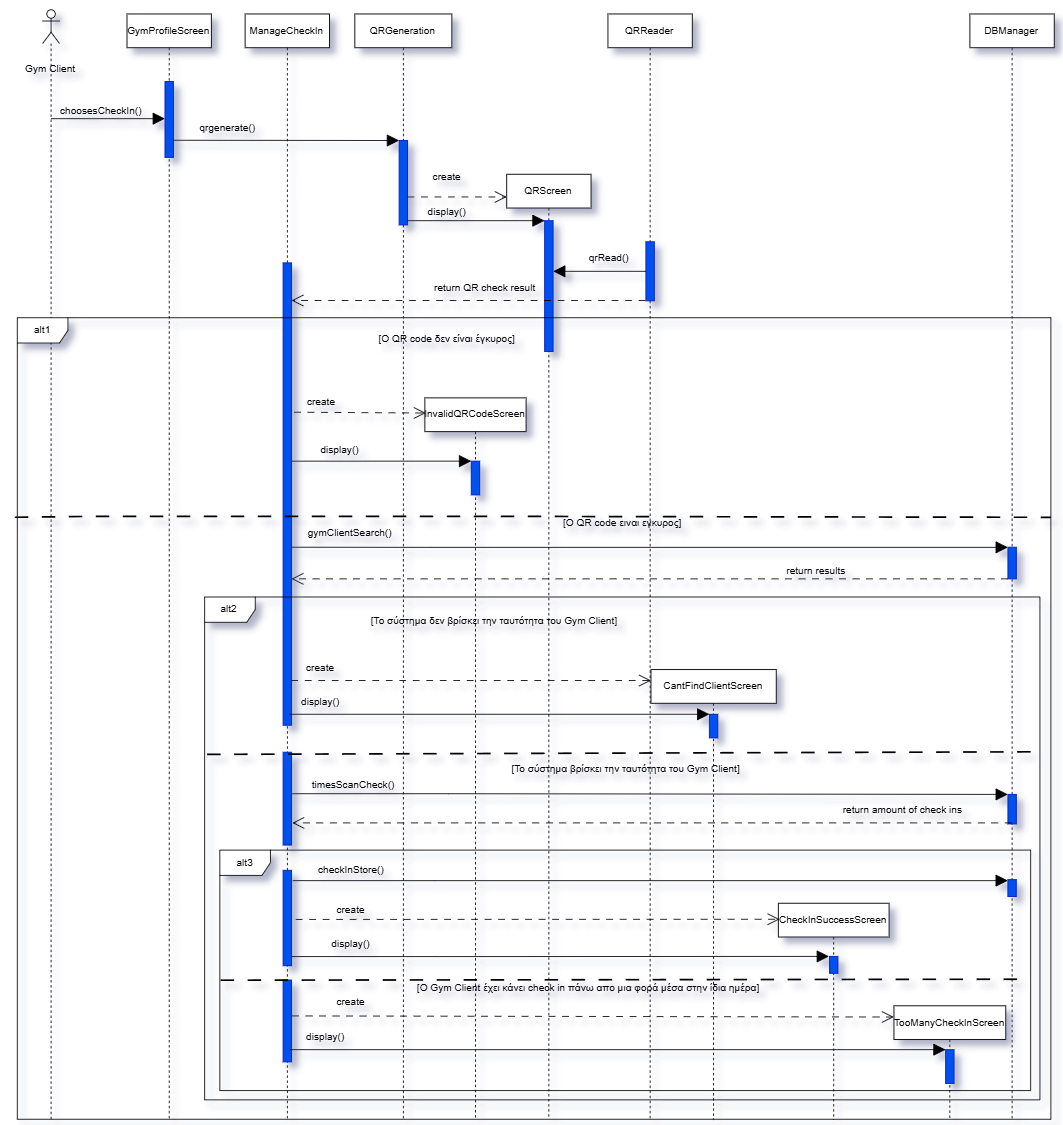 GymProfileScreen
ManageCheckIn
QRGeneration
QRReader
DBManager
Gym Client
choosesCheckIn()
qrgenerate()
create
QRScreen
display()
qrRead()
return QR check result
alt1
[Ο QR code δεν είναι έγκυρος]
create
InvalidQRCodeScreen
display()
[Ο QR code ειναι εγκυρος]
gymClientSearch()
return results
alt2
[Το σύστημα δεν βρίσκει την ταυτότητα του Gym Client]
create
CantFindClientScreen
display()
[Το σύστημα βρίσκει την ταυτότητα του Gym Client]
timesScanCheck()
return amount of check ins
alt3
checkInStore()
create
CheckInSuccessScreen
display()
[Ο Gym Client έχει κάνει check in πάνω απο μια φορά μέσα στην ίδια ημέρα]
create
TooManyCheckInScreen
display()